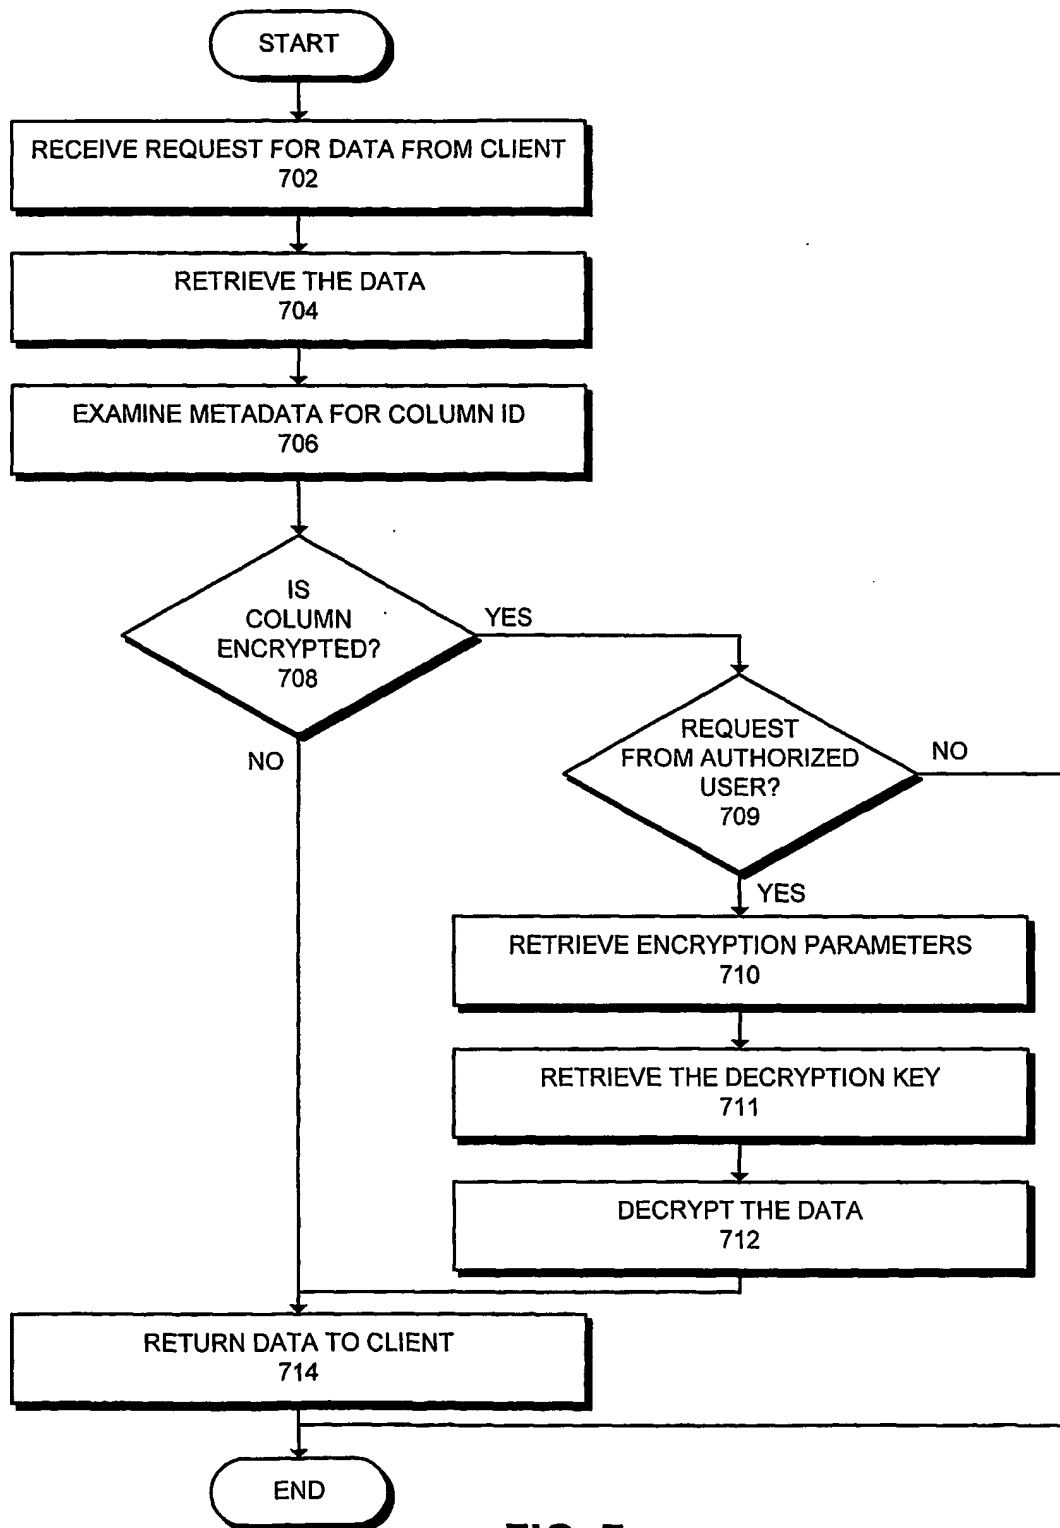 START
RECEIVE REQUEST FOR DATA FROM CLIENT
702
RETRIEVE THE DATA
704
EXAMINE METADATA FOR COLUMN ID
706
IS
COLUMN
ENCRYPTED?
708
YES
NO
REQUEST
FROM AUTHORIZED
USER?
709
NO
YES
RETRIEVE ENCRYPTION PARAMETERS
710
RETRIEVE THE DECRYPTION KEY
711
DECRYPT THE DATA
712
RETURN DATA TO CLIENT
714
END